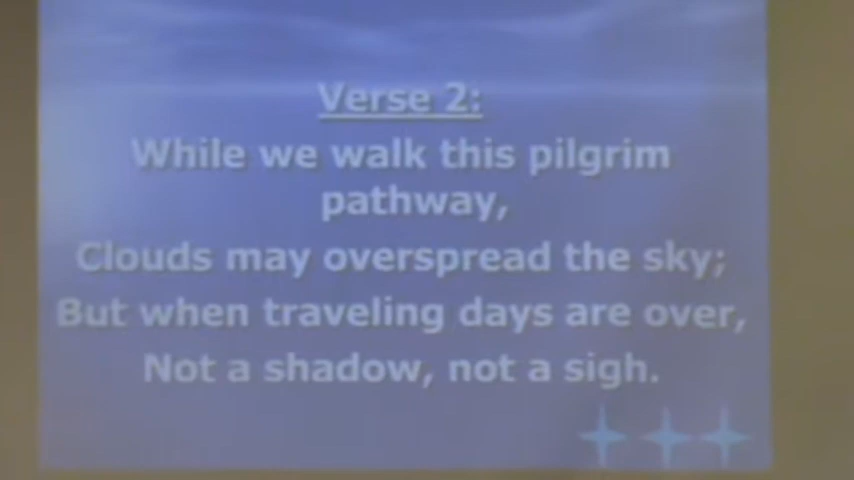 Verse 2:
While we walk this pilgrim
pathway,
Clouds may overspread the sky;
But when traveling days are over,
Not a shadow, not a sigh.